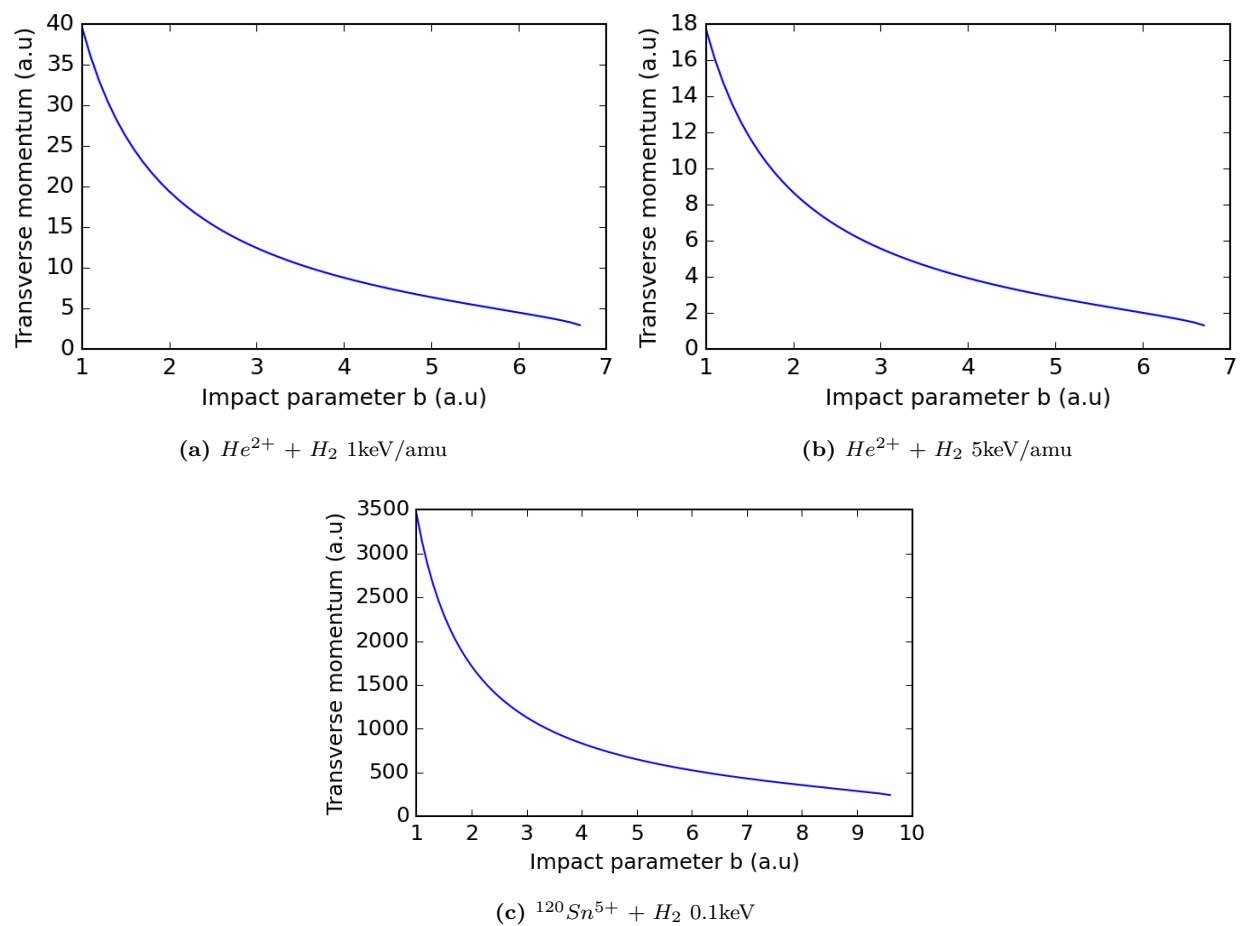 Transverse momentum (a.u)
40
35
30
25
20
15
10
5
0
1 2 3 4 5 6 7
Impact parameter b (a.u)
(a) He²⁺ + H₂ 1keV/amu
Transverse momentum (a.u)
18
16
14
12
10
8
6
4
2
0
1 2 3 4 5 6 7
Impact parameter b (a.u)
(b) He²⁺ + H₂ 5keV/amu
Transverse momentum (a.u)
3500
3000
2500
2000
1500
1000
500
0
1 2 3 4 5 6 7 8 9 10
Impact parameter b (a.u)
(c) ¹²⁰Sn⁵⁺ + H₂ 0.1keV